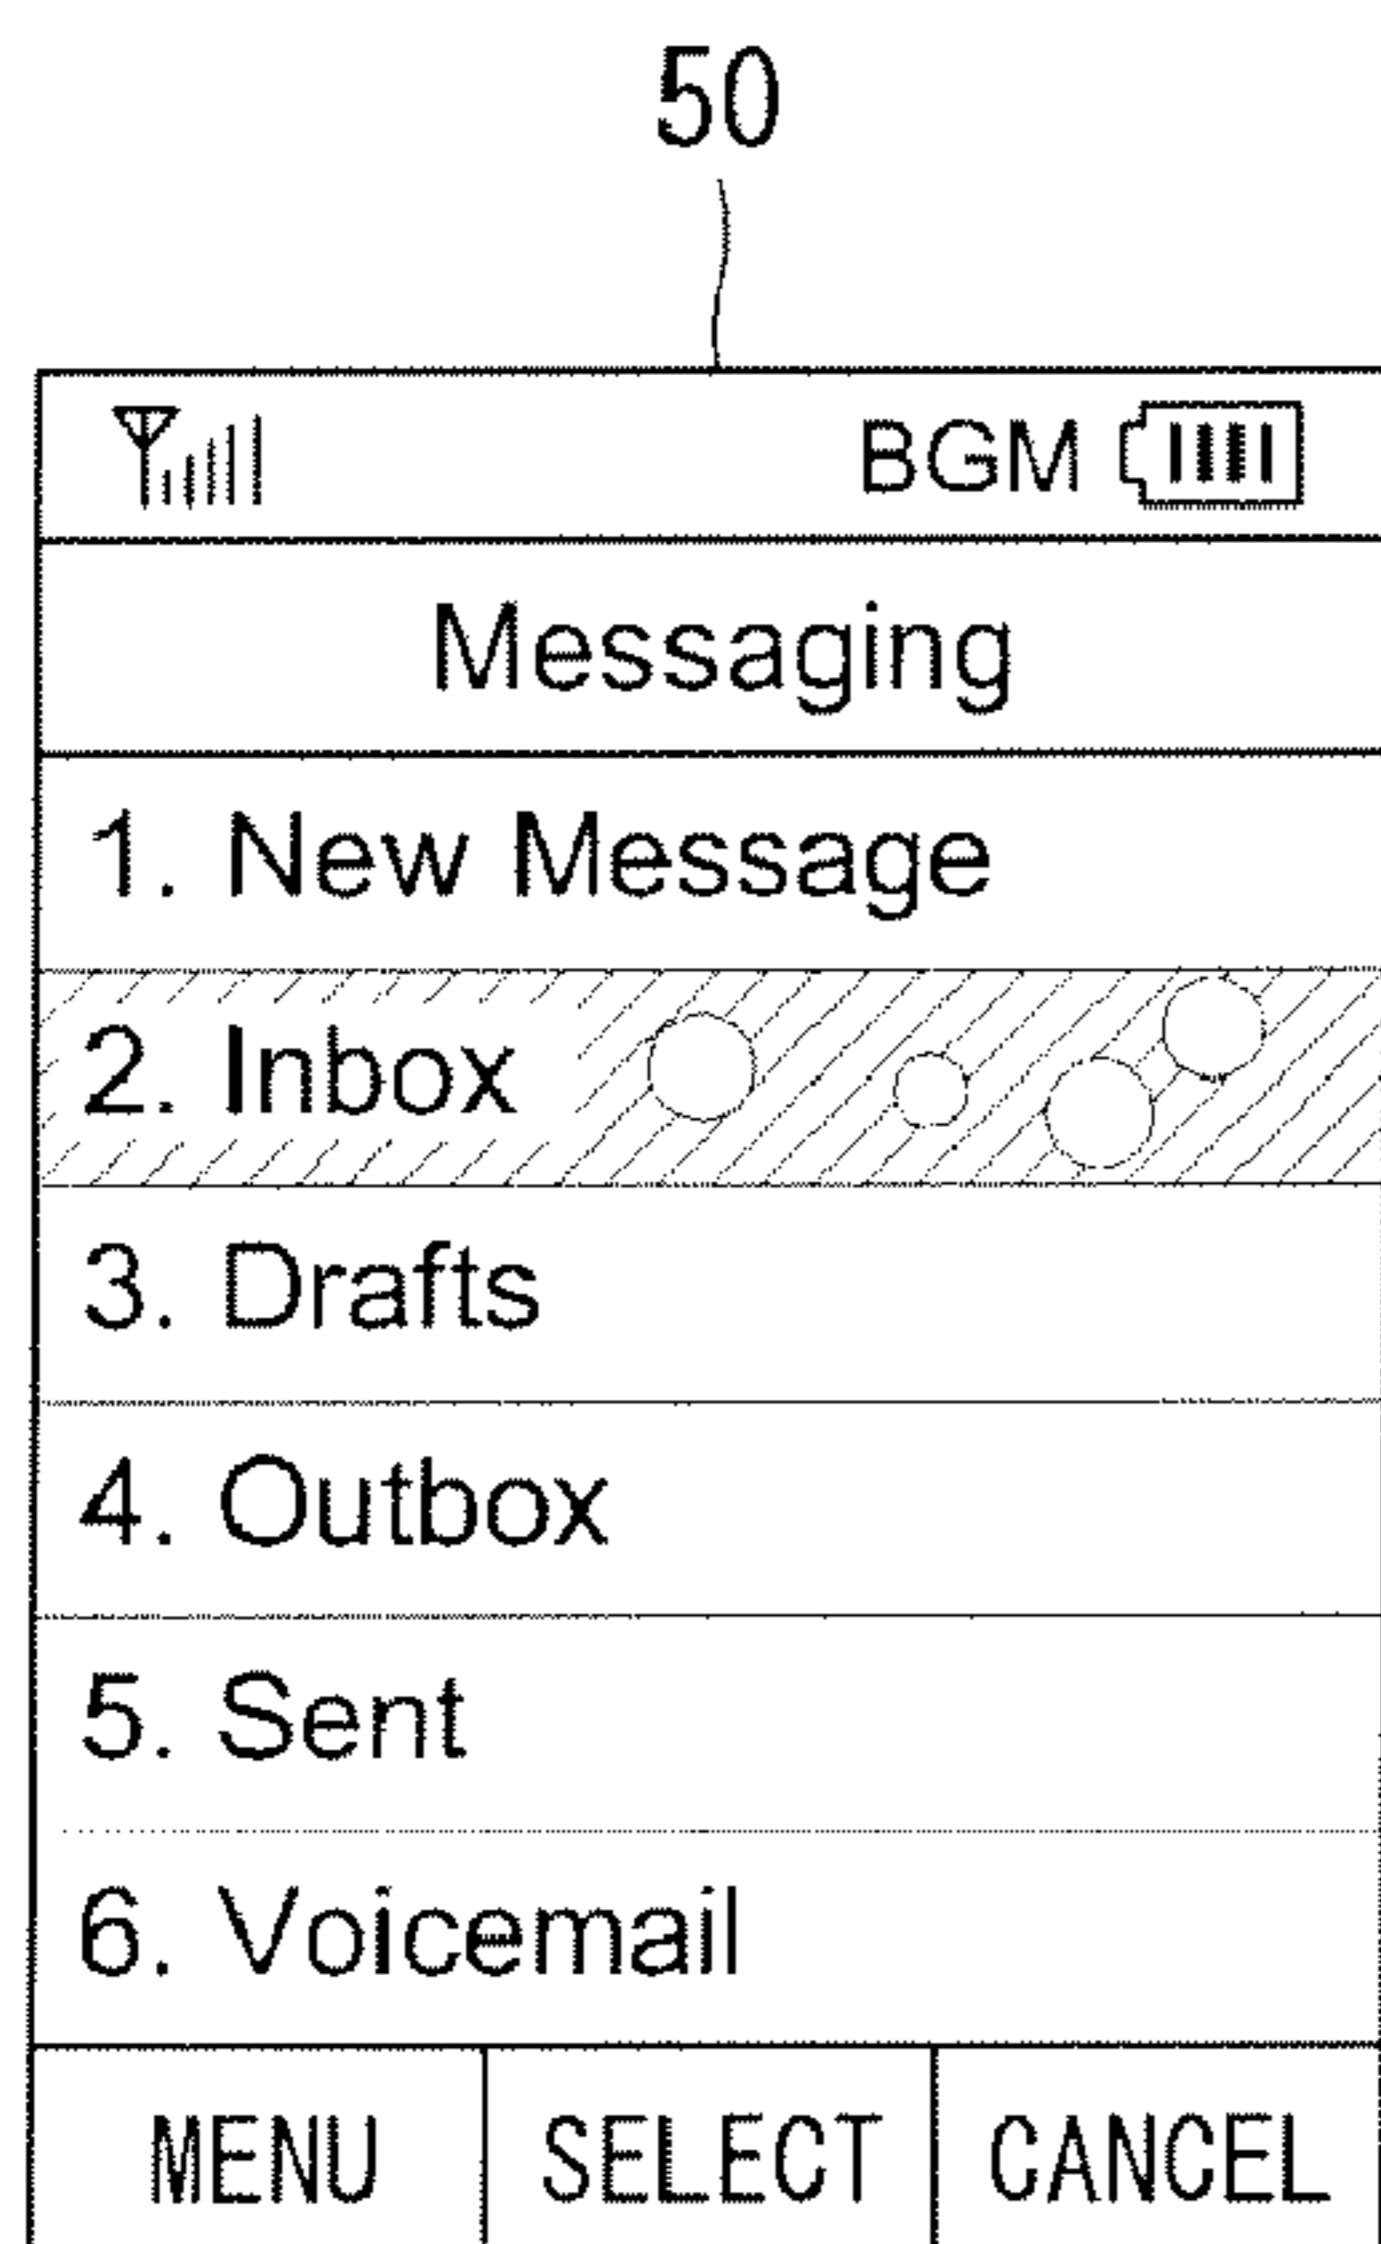 50
BGM
Messaging
1. New Message
2. Inbox
3. Drafts
4. Outbox
5. Sent
6. Voicemail
MENU SELECT CANCEL